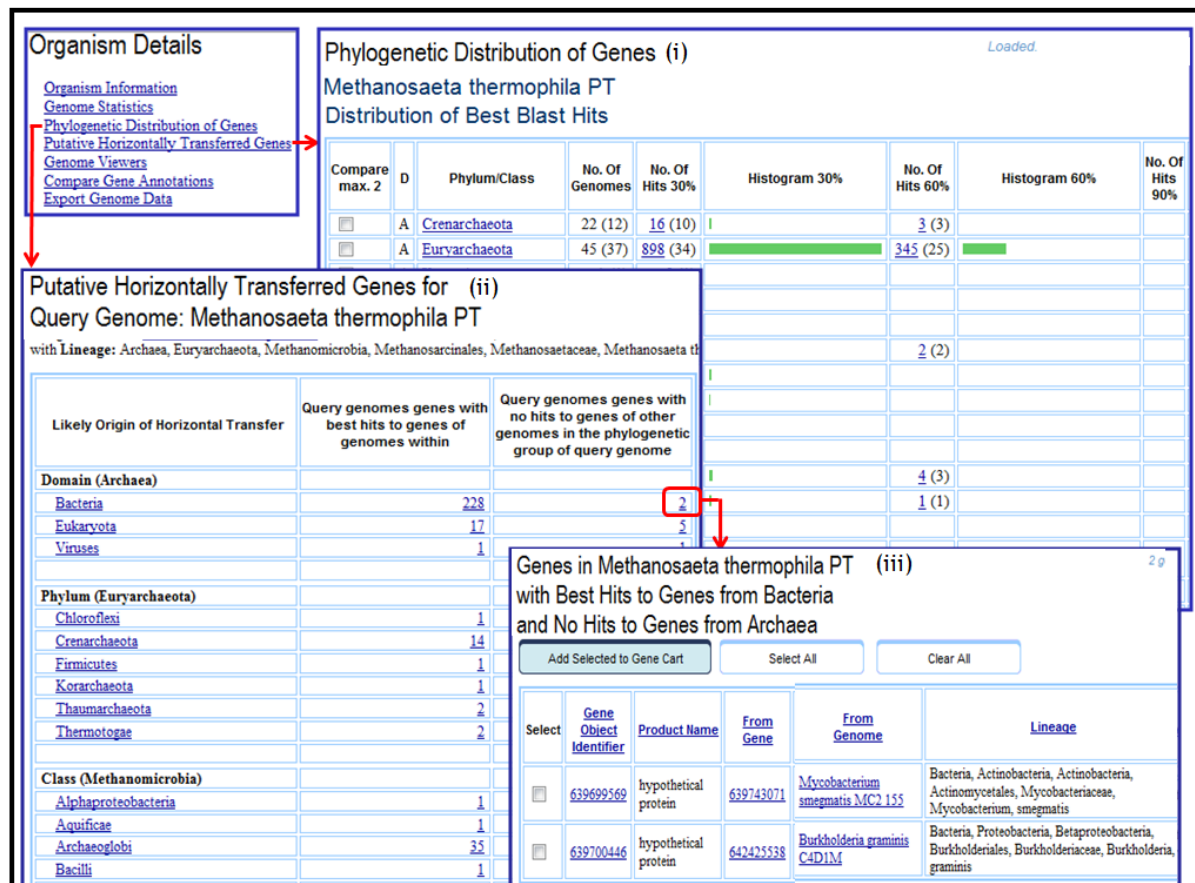 Organism Details
Organism Information
Genome Statistics
Phylogenetic Distribution of Genes
Putative Horizontally Transferred Genes
Genome Viewers
Compare Gene Annotations
Export Genome Data
Phylogenetic Distribution of Genes (i)
Loaded.
Methanosaeta thermophila PT
Distribution of Best Blast Hits
Compare max. 2 D Phylum/Class No. Of Genomes No. Of Hits 30% Histogram 30% No. Of Hits 60% Histogram 60% No. Of Hits 90%
A Crenarchaeota 22 (12) 16 (10) 3 (3)
A Euryarchaeota 45 (37) 898 (34) 345 (25)
2 (2)
4 (3)
1 (1)
Putative Horizontally Transferred Genes for (ii)
Query Genome: Methanosaeta thermophila PT
with Lineage: Archaea, Euryarchaeota, Methanomicrobia, Methanosarcinales, Methanosaetaceae, Methanosaeta th
Likely Origin of Horizontal Transfer Query genomes genes with best hits to genes of genomes within Query genomes genes with no hits to genes of other genomes in the phylogenetic group of query genome
Domain (Archaea)
Bacteria 228 2
Eukaryota 17 5
Viruses 1
Phylum (Euryarchaeota)
Chloroflexi 1
Crenarchaeota 14
Firmicutes 1
Korarchaeota 1
Thaumarchaeota 2
Thermotogae 2
Class (Methanomicrobia)
Alphaproteobacteria 1
Aquificae 1
Archaeoglobi 35
Bacilli 1
Genes in Methanosaeta thermophila PT (iii)
2 g
with Best Hits to Genes from Bacteria
and No Hits to Genes from Archaea
Add Selected to Gene Cart Select All Clear All
Select Gene Object Identifier Product Name From Gene From Genome Lineage
639699569 hypothetical protein 639743071 Mycobacterium smegmatis MC2 155 Bacteria, Actinobacteria, Actinobacteria, Actinomycetales, Mycobacteriaceae, Mycobacterium, smegmatis
639700446 hypothetical protein 642425538 Burkholderia graminis C4D1M Bacteria, Proteobacteria, Betaproteobacteria, Burkholderiales, Burkholderiaceae, Burkholderia, graminis